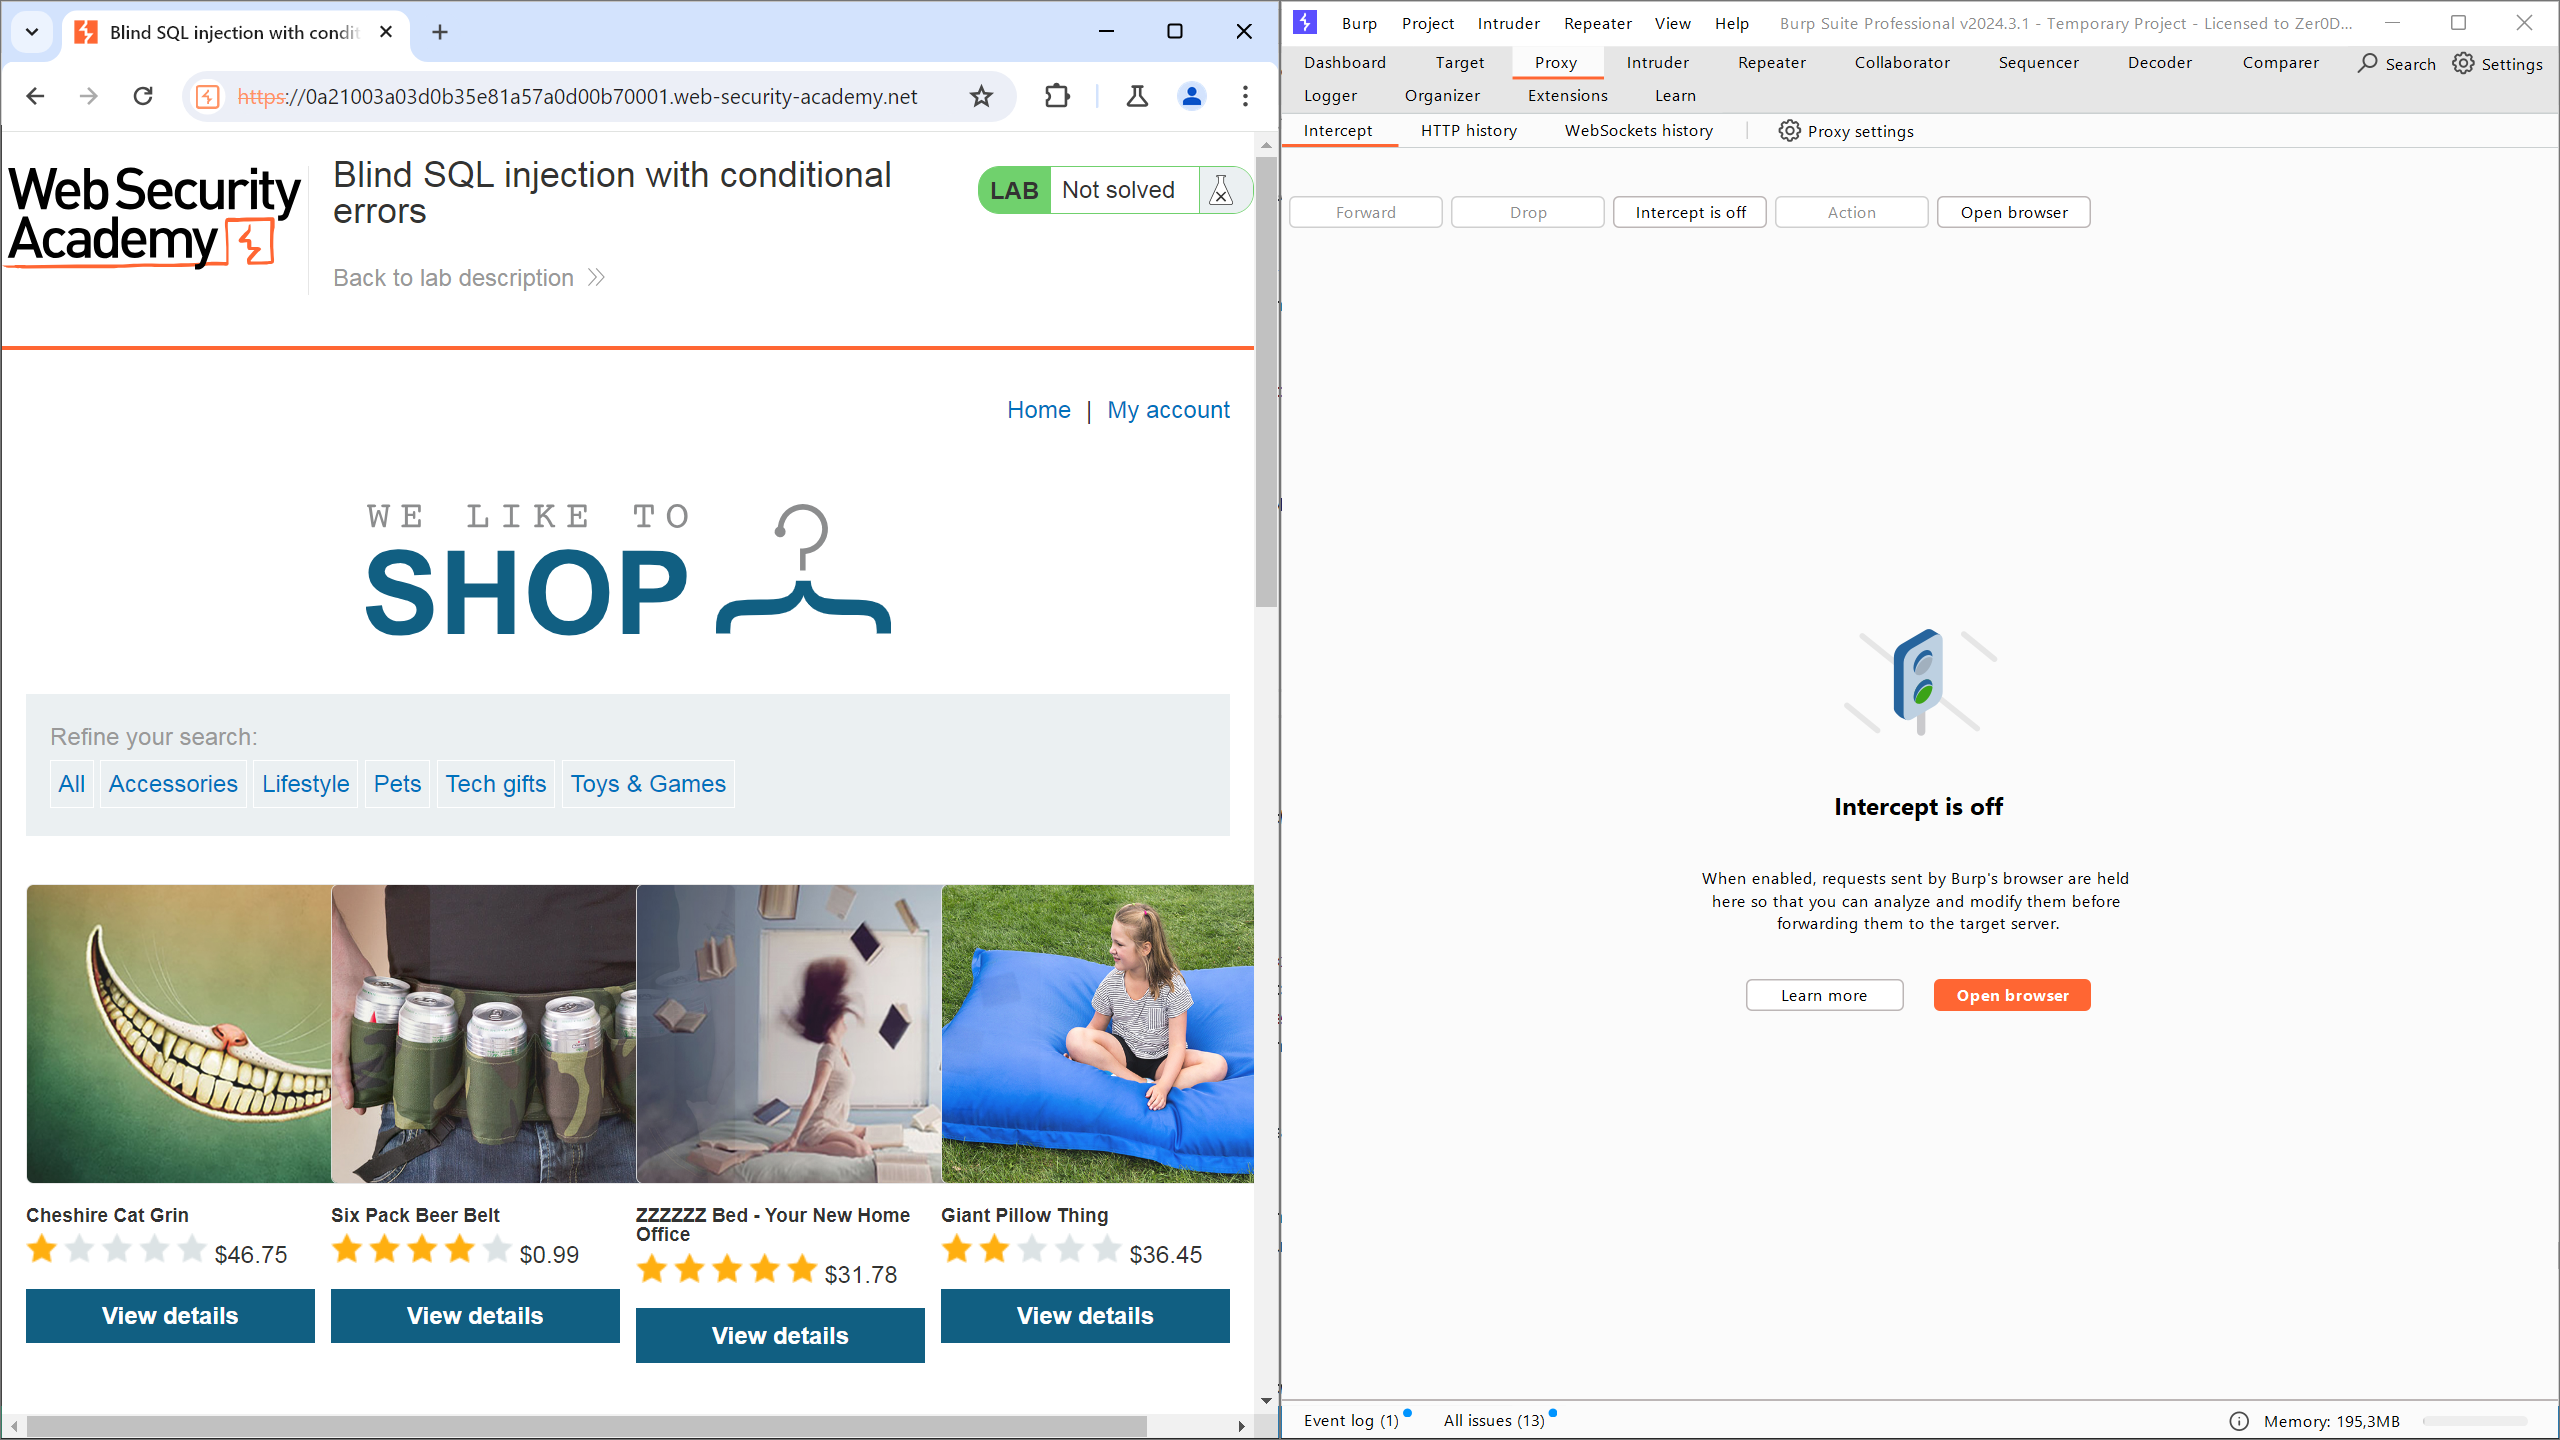 Blind SQL injection with condit
https://0a21003a03d0b35e81a57a0d00b70001.web-security-academy.net
Web Security
Academy
Blind SQL injection with conditional
errors
Back to lab description
LAB Not solved
Home | My account
WE LIKE TO
SHOP
Refine your search:
All Accessories Lifestyle Pets Tech gifts Toys & Games
Cheshire Cat Grin
$46.75
View details
Six Pack Beer Belt
$0.99
View details
ZZZZZZ Bed - Your New Home
Office
$31.78
View details
Giant Pillow Thing
$36.45
View details
Burp Project Intruder Repeater View Help Burp Suite Professional v2024.3.1 - Temporary Project - Licensed to Zer0D...
Dashboard Target Proxy Intruder Repeater Collaborator Sequencer Decoder Comparer Search Settings
Logger Organizer Extensions Learn
Intercept HTTP history WebSockets history Proxy settings
Forward Drop Intercept is off Action Open browser
Intercept is off
When enabled, requests sent by Burp's browser are held
here so that you can analyze and modify them before
forwarding them to the target server.
Learn more Open browser
Event log (1) All issues (13) Memory: 195,3MB